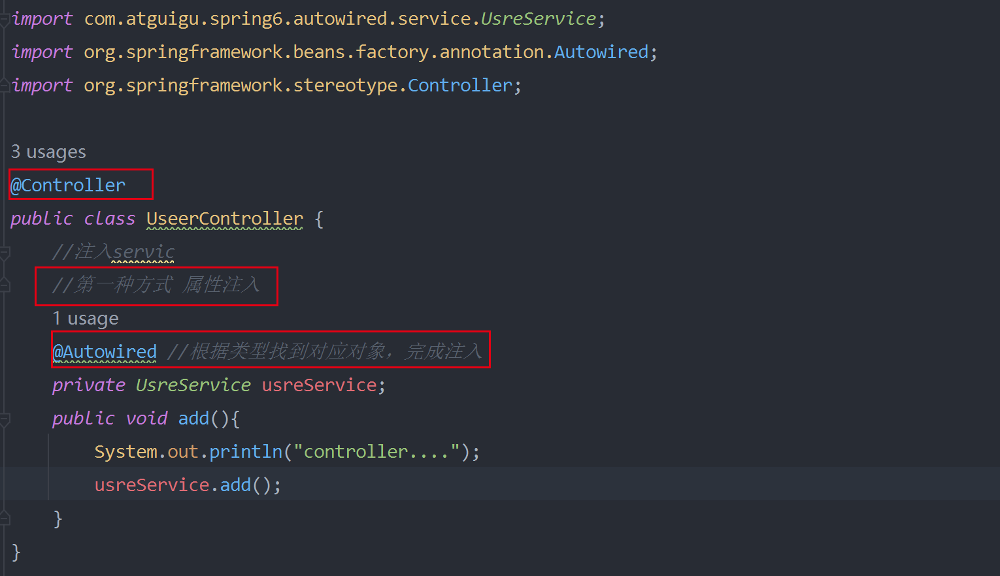 import com.atguigu.spring6.autowired.service.UsreService;
import org.springframework.beans.factory.annotation.Autowired;
import org.springframework.stereotype.Controller;
3 usages
@Controller
public class UseerController {
//注入servic
//第一种方式 属性注入
1 usage
@Autowired //根据类型找到对应对象，完成注入
private UsreService usreService;
public void add(){
System.out.println("controller....");
usreService.add();
}
}